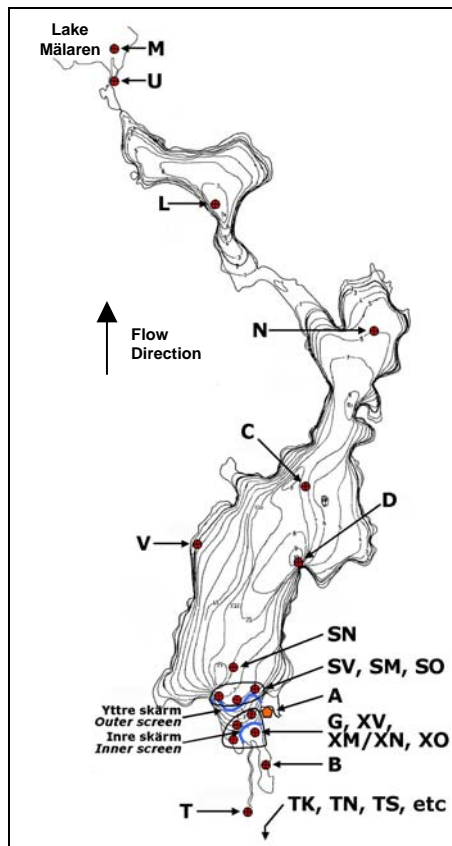 Lake
Mälaren
M
U
L
N
Flow
Direction
C
D
V
SN
SV, SM, SO
A
Yttre skärm
Outer screen
G, XV,
XM/XN, XO
Inre skärm
Inner screen
B
T
TK, TN, TS, etc